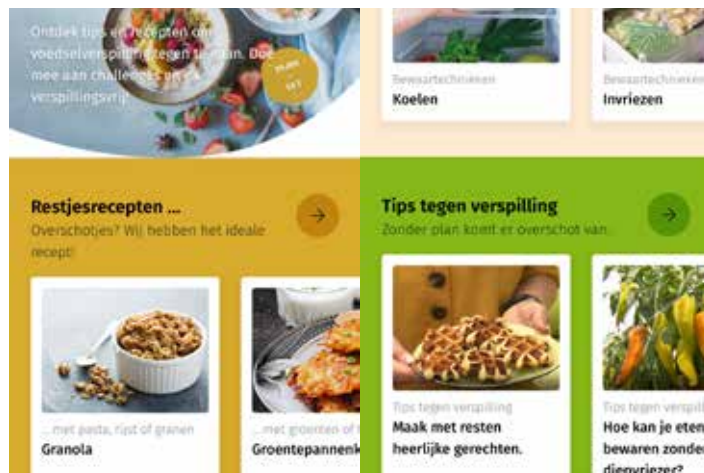 Ontdek tips en recepten om
voedselverspilling tegen te gaan. Doe
mee aan challenges en
verspillingsvrij!
Restjesrecepten ...
Overschotjes? Wij hebben het ideale
recept!
...met pasta, rijst of granen
Granola
...met groenten of
Groentepannenk
Bewaartechnieken
Koelen
Bewaartechnieken
Invriezen
Tips tegen verspilling
Zonder plan komt er overschot van.
Tips tegen verspilling
Maak met resten
heerlijke gerechten.
Tips tegen verspill
Hoe kan je eten
bewaren zonder
diepvriezer?